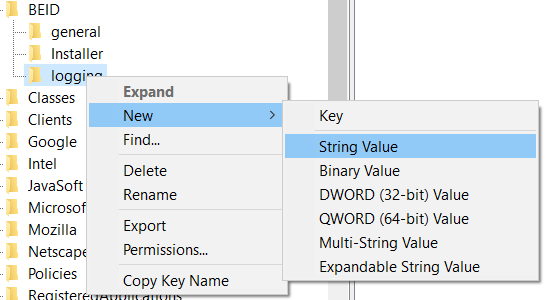 BEID
general
Installer
logging
Classes
Clients
Google
Intel
JavaSoft
Microsof
Mozilla
Netscape
Policies
RegisteredApplications
Expand
New
Find...
Delete
Rename
Export
Permissions...
Copy Key Name
Key
String Value
Binary Value
DWORD (32-bit) Value
QWORD (64-bit) Value
Multi-String Value
Expandable String Value